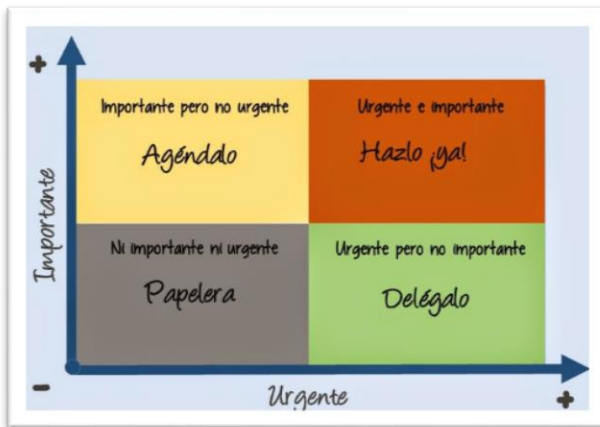 +
Importante pero no urgente
Agéndalo
Urgente e importante
Hazlo ¡ya!
Importante
Ni importante ni urgente
Papelera
Urgente pero no importante
Delégalo
-
Urgente
+